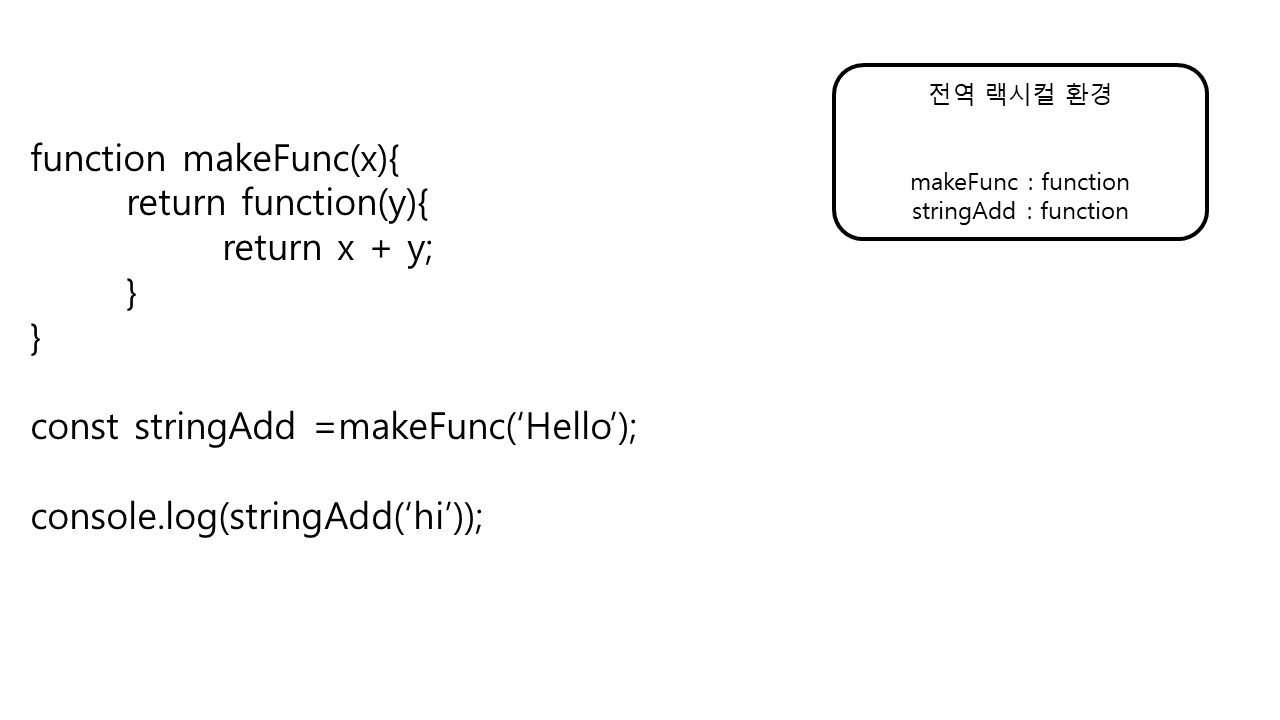 function makeFunc(x){
return function(y){
return x + y;
}
}
const stringAdd =makeFunc(‘Hello’);
console.log(stringAdd(‘hi’));
전역 랙시컬 환경
makeFunc : function
stringAdd : function